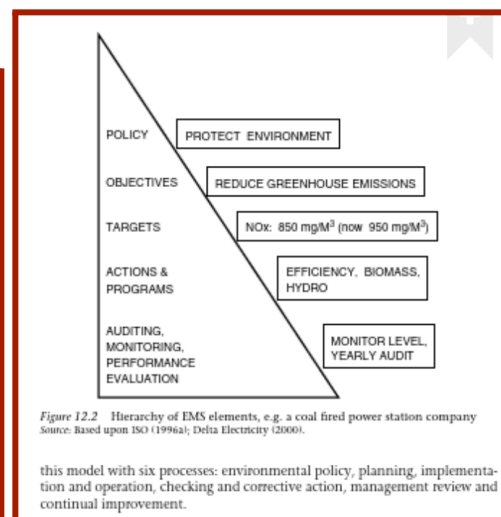 POLICY
PROTECT ENVIRONMENT
OBJECTIVES
REDUCE GREENHOUSE EMISSIONS
TARGETS
NOx: 850 mg/M³ (now 950 mg/M³)
ACTIONS &
PROGRAMS
EFFICIENCY, BIOMASS,
HYDRO
AUDITING,
MONITORING,
PERFORMANCE
EVALUATION
MONITOR LEVEL,
YEARLY AUDIT
Figure 12.2 Hierarchy of EMS elements, e.g. a coal fired power station company
Source: Based upon ISO (1996a); Delta Electricity (2000).
this model with six processes: environmental policy, planning, implementa-
tion and operation, checking and corrective action, management review and
continual improvement.